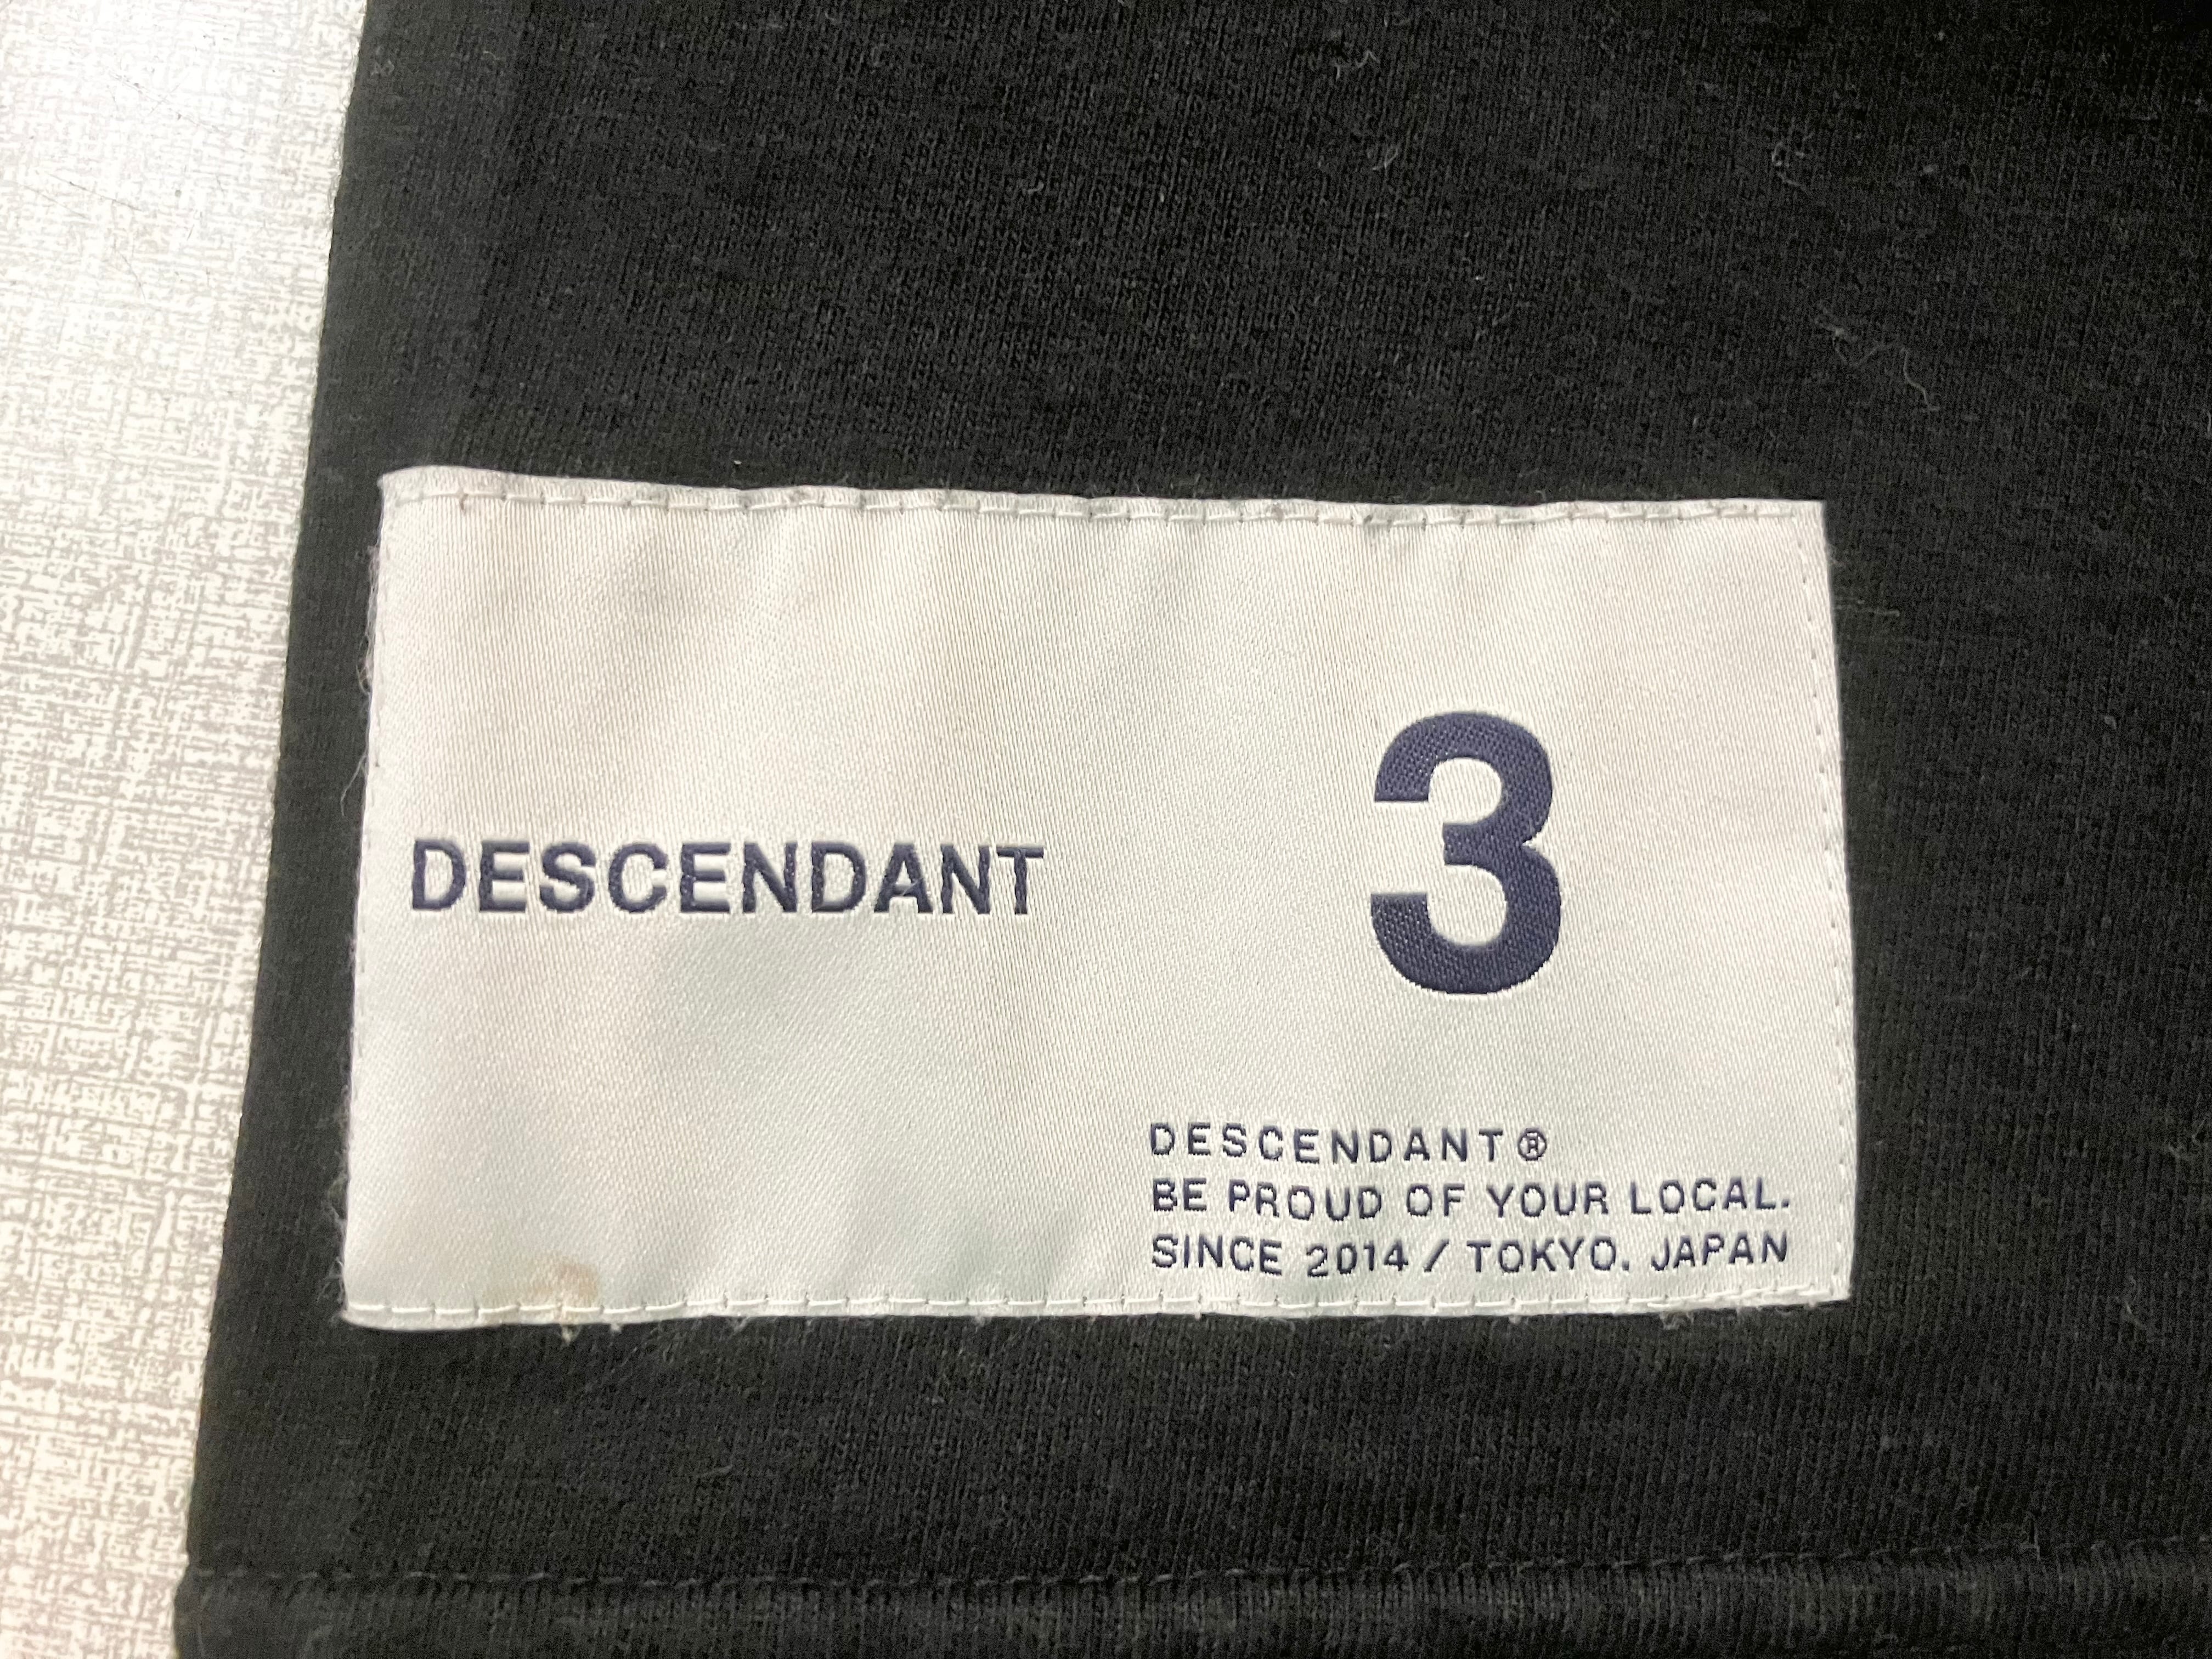 DESCENDANT
3
DESCENDANT®
BE PROUD OF YOUR LOCAL.
SINCE 2014 / TOKYO. JAPAN